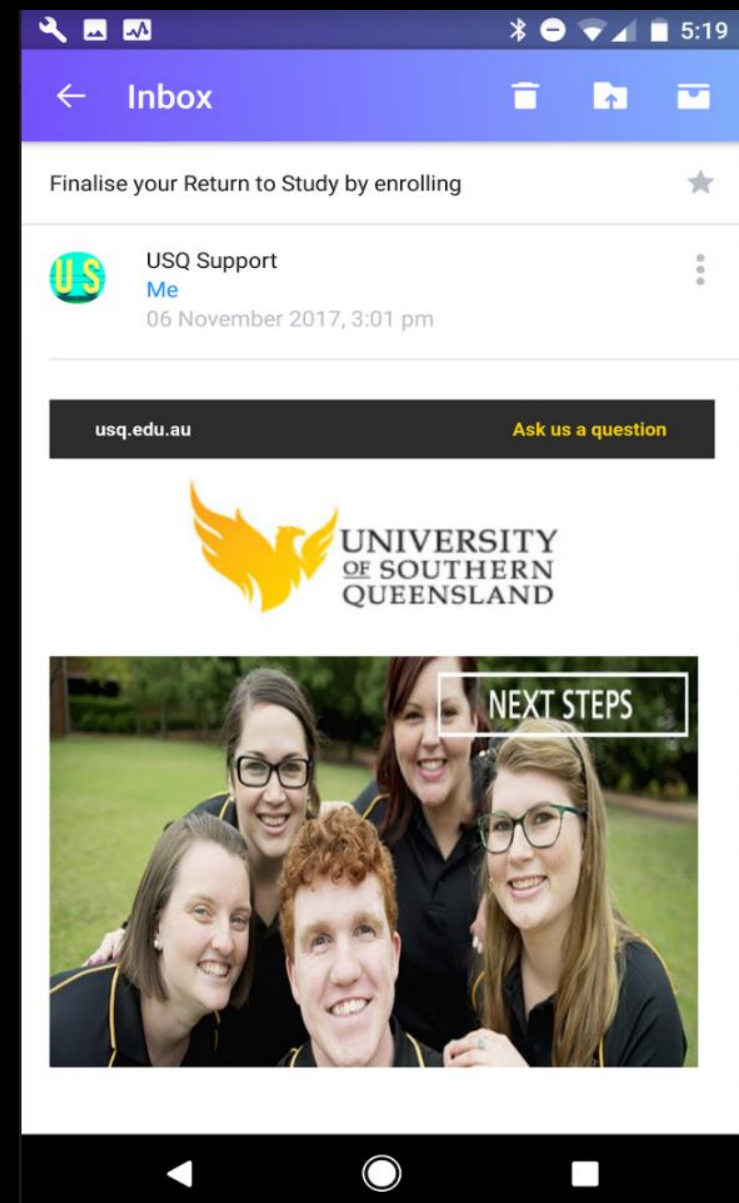 5:19
Inbox
Finalise your Return to Study by enrolling
US
USQ Support
Me
06 November 2017, 3:01 pm
usq.edu.au
Ask us a question
UNIVERSITY
OF SOUTHERN
QUEENSLAND
NEXT STEPS